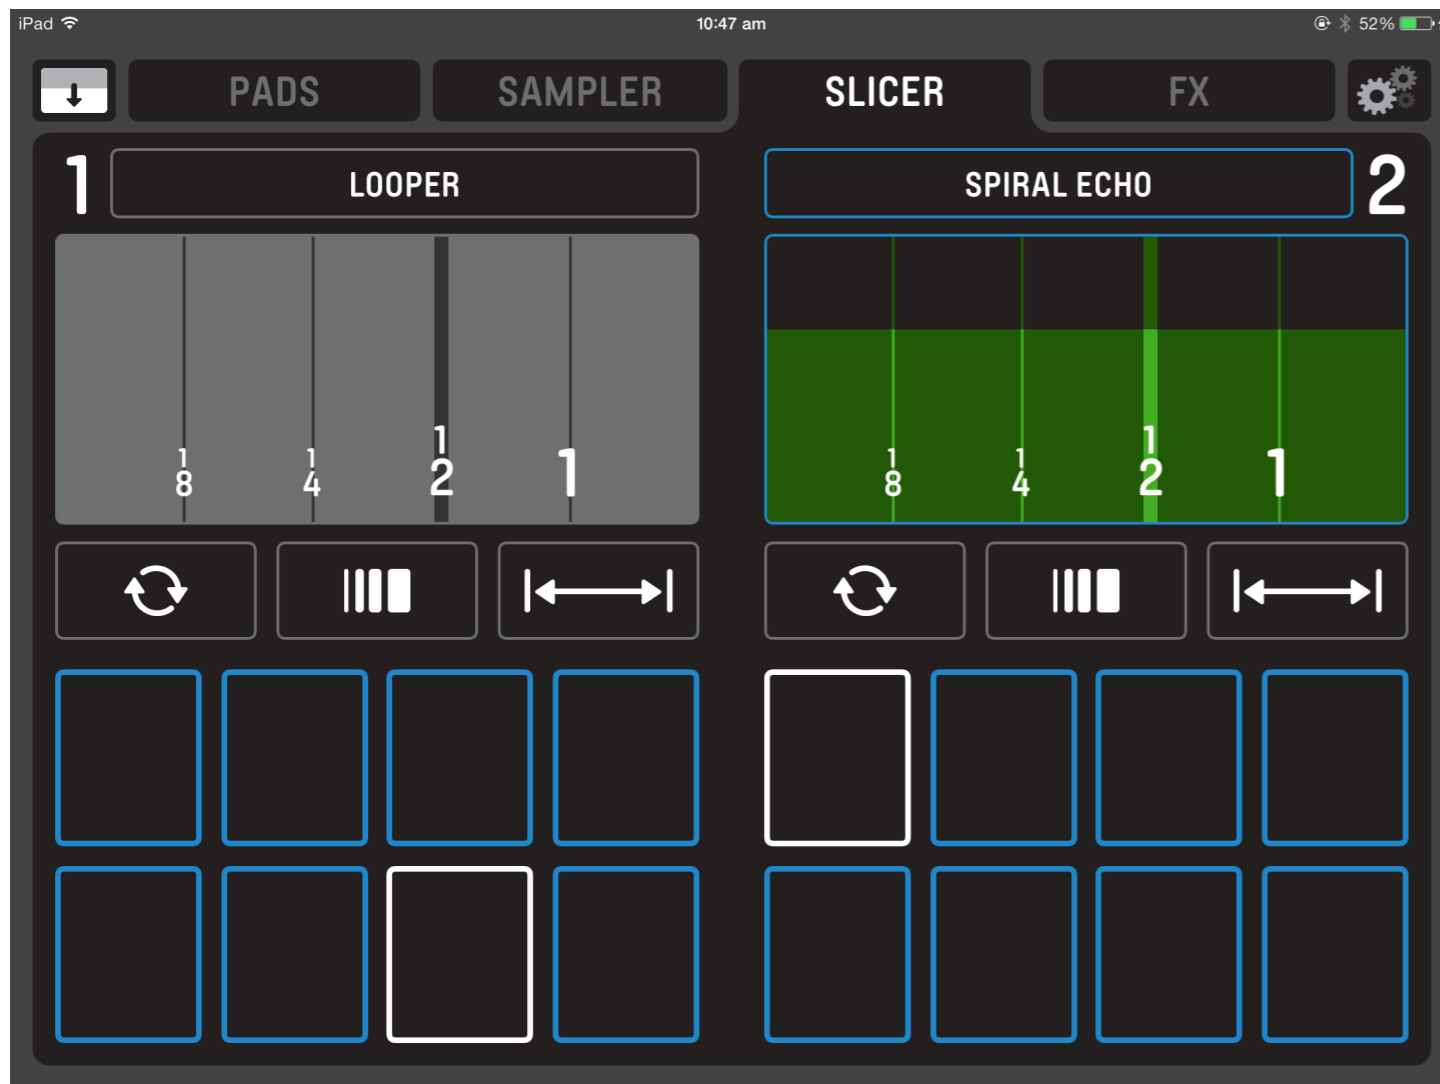 iPad 10:47 am 52%
PADS SAMPLER SLICER FX
1 LOOPER SPIRAL ECHO 2
1/8 1/4 1/2 1 1/8 1/4 1/2 1